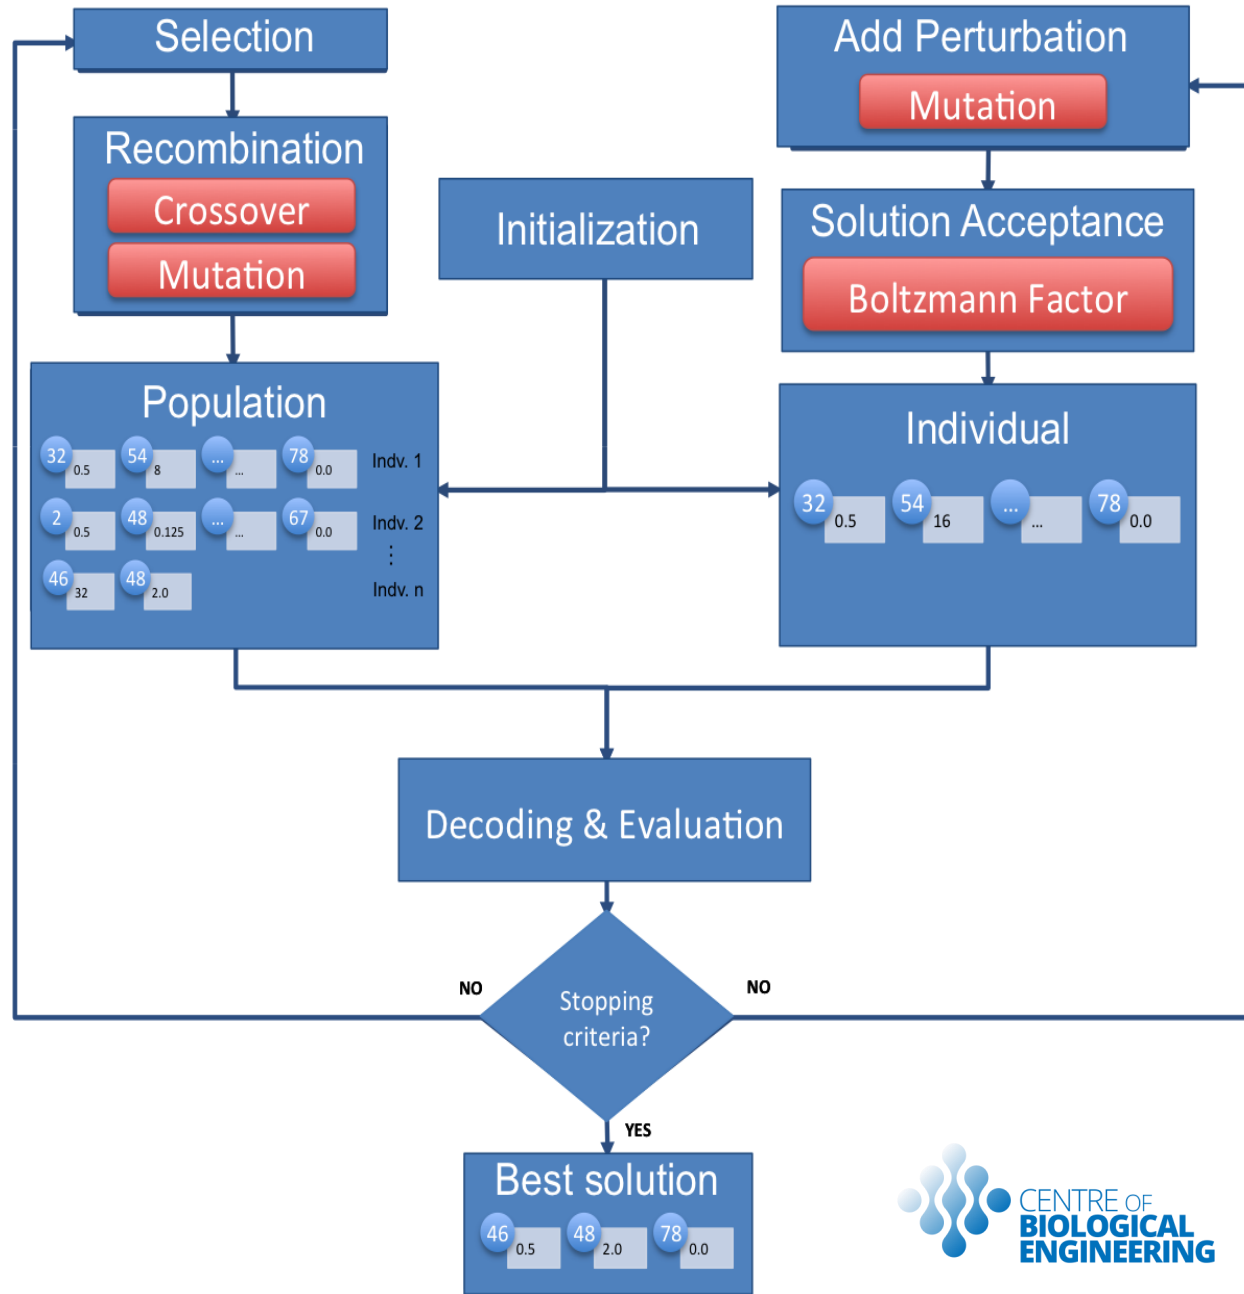 Selection
Recombination
Crossover
Mutation
Add Perturbation
Mutation
Initialization
Solution Acceptance
Boltzmann Factor
Population
32 0.5 54 8 ... ... 78 0.0 Indv. 1
2 0.5 48 0.125 ... ... 67 0.0 Indv. 2
⋮
46 32 48 2.0 Indv. n
Individual
32 0.5 54 16 ... ... 78 0.0
Decoding & Evaluation
NO
Stopping
criteria?
NO
YES
Best solution
46 0.5 48 2.0 78 0.0
CENTRE OF
BIOLOGICAL
ENGINEERING